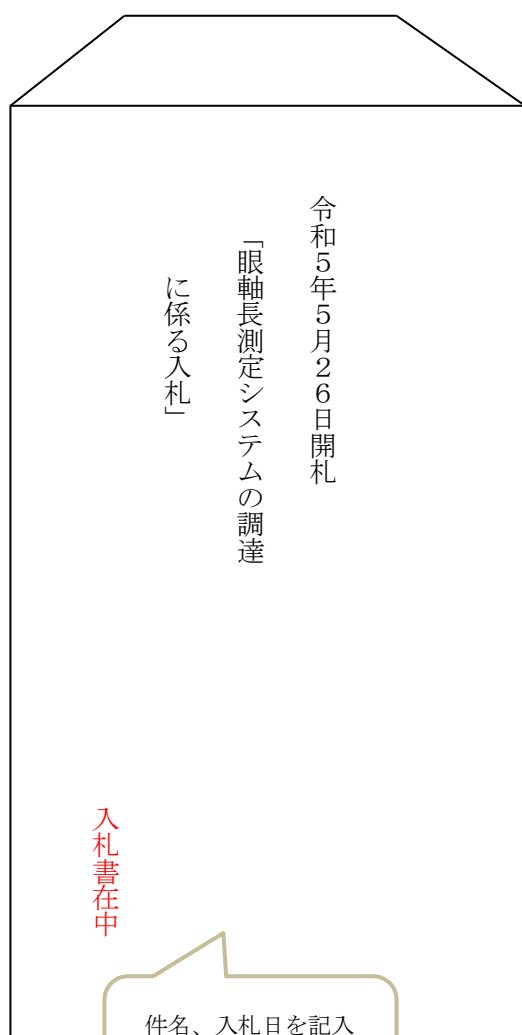 令和５年５月２６日開札
「眼軸長測定システムの調達
に係る入札」
入札書在中
件名、入札日を記入